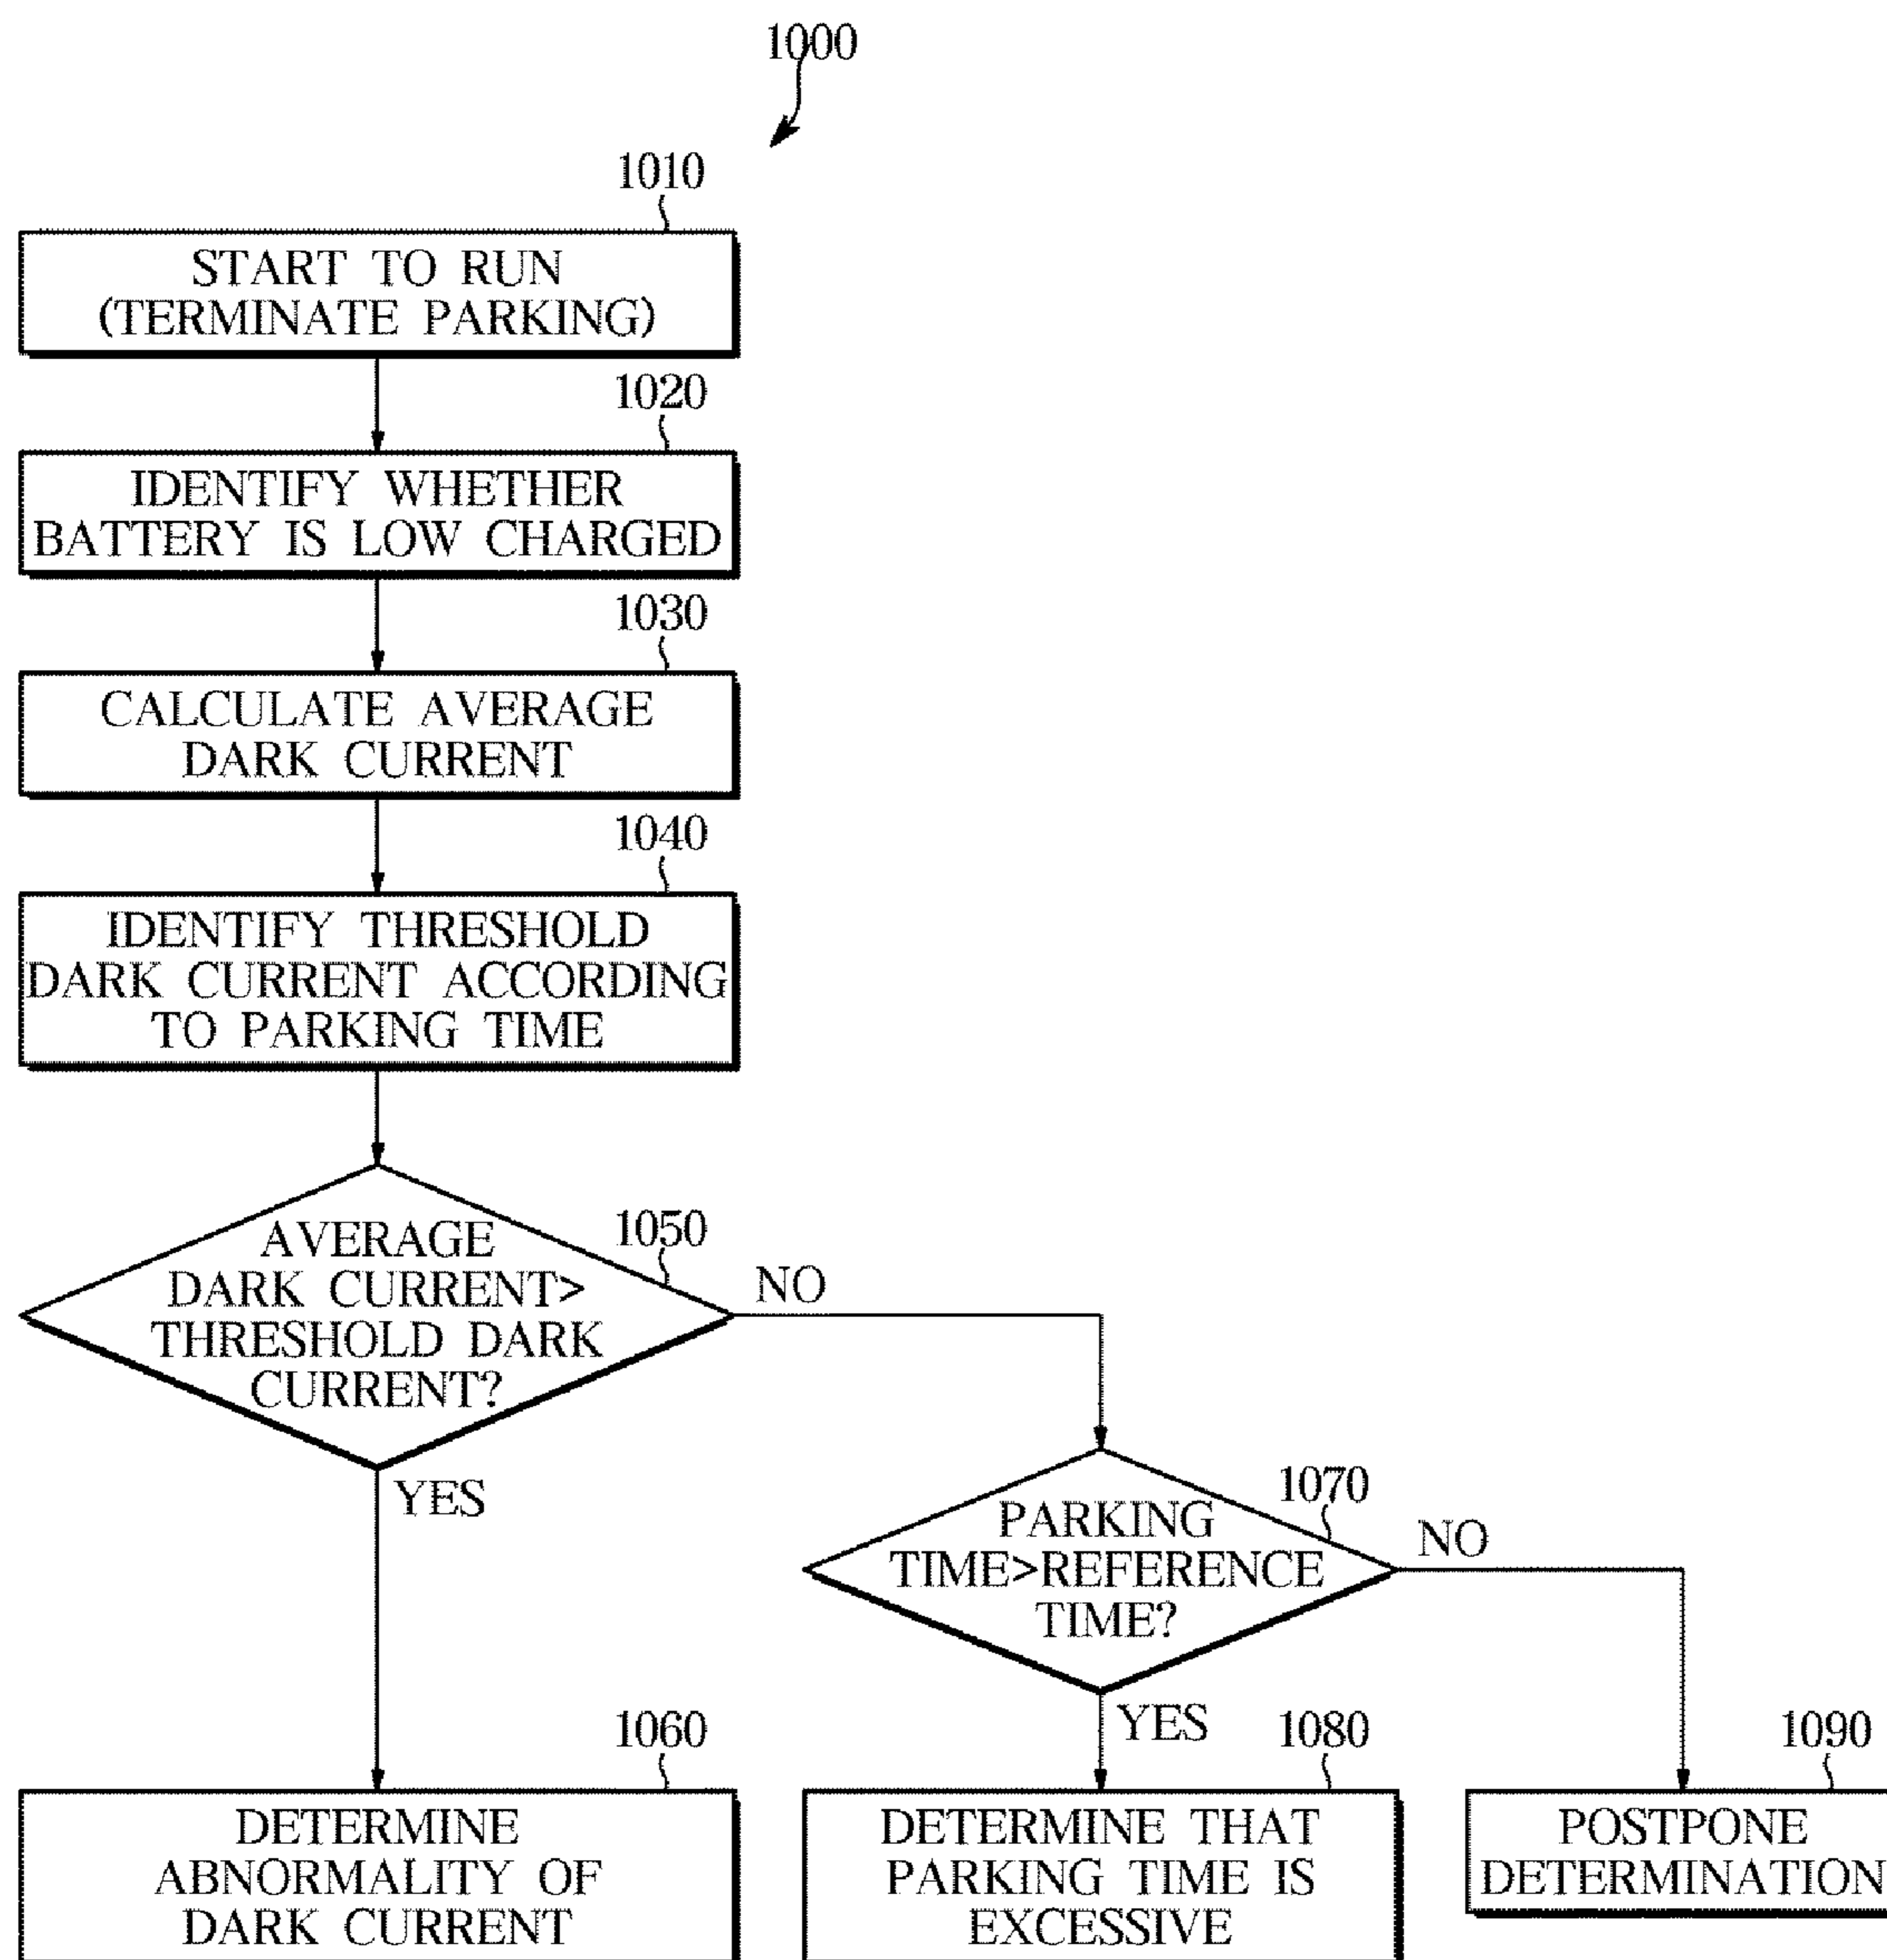 1000
1010
START TO RUN
(TERMINATE PARKING)
1020
IDENTIFY WHETHER
BATTERY IS LOW CHARGED
1030
CALCULATE AVERAGE
DARK CURRENT
1040
IDENTIFY THRESHOLD
DARK CURRENT ACCORDING
TO PARKING TIME
1050
AVERAGE
DARK CURRENT>
THRESHOLD DARK
CURRENT?
NO
YES
1070
PARKING
TIME>REFERENCE
TIME?
NO
YES
1060
DETERMINE
ABNORMALITY OF
DARK CURRENT
1080
DETERMINE THAT
PARKING TIME IS
EXCESSIVE
1090
POSTPONE
DETERMINATION